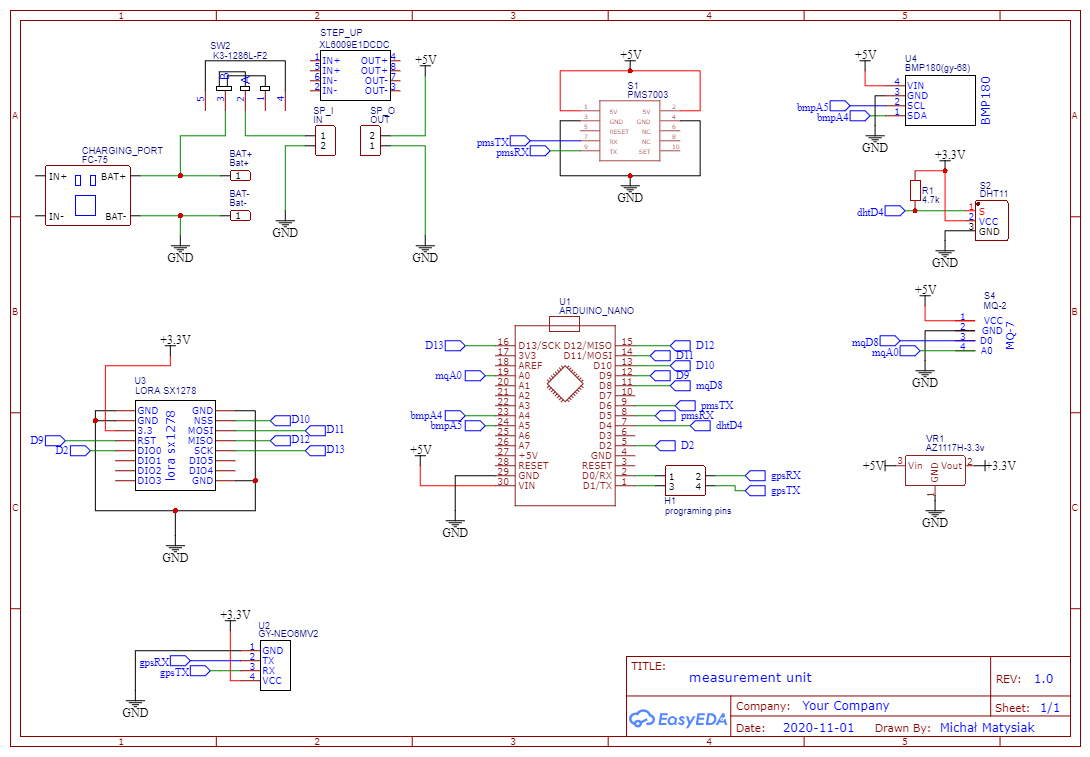 1 2 3 4 5
A A
B B
C C
SW2
K3-1286L-F2
B A
5 3 2 1 4
STEP_UP
XL6009E1DCDC
1 IN+ OUT+ 4
5 IN+ OUT+ 8
6 IN- OUT- 7
2 IN- OUT- 3
+5V
SP_I
IN
1
2
SP_O
OUT
2
1
CHARGING_PORT
FC-75
IN+ BAT+
IN- BAT-
BAT+
Bat+
1
BAT-
Bat-
1
GND
GND
GND
+5V
S1
PMS7003
1 5V 5V 2
3 GND GND 4
5 RESET NC 6
7 RX NC 8
9 TX SET 10
pmsTX
pmsRX
GND
+5V
U4
BMP180(gy-68)
4 VIN
3 GND
2 SCL
1 SDA
BMP180
bmpA5
bmpA4
GND
+3.3V
R1
4.7k
dhtD4
S2
DHT11
1 S
2 VCC
3 GND
GND
+5V
S4
MQ-2
1 VCC
2 GND
3 D0
4 A0
MQ-7
mqD8
mqA0
GND
VR1
AZ1117H-3.3v
+5V 3 Vin GND Vout 2 +3.3V
1
GND
+3.3V
U3
LORA SX1278
GND GND
GND NSS
3.3 MOSI
RST MISO
DIO0 SCK
DIO1 DIO5
DIO2 DIO4
DIO3 GND
lora sx1278
D9
D2
D10
D11
D12
D13
GND
U1
ARDUINO_NANO
16 D13/SCK D12/MISO 15
17 3V3 D11/MOSI 14
18 AREF D10 13
19 A0 D9 12
20 A1 D8 11
21 A2 D7 10
22 A3 D6 9
23 A4 D5 8
24 A5 D4 7
25 A6 D3 6
26 A7 D2 5
27 +5V GND 4
28 RESET RESET 3
29 GND D0/RX 2
30 VIN D1/TX 1
D13
mqA0
bmpA4
bmpA5
+5V
GND
D12
D11
D10
D9
mqD8
pmsTX
pmsRX
dhtD4
D2
1 2
3 4
H1
programing pins
gpsRX
gpsTX
+3.3V
U2
GY-NEO6MV2
1 GND
2 TX
3 RX
4 VCC
gpsRX
gpsTX
GND
TITLE:
measurement unit
REV: 1.0
EasyEDA
Company: Your Company
Sheet: 1/1
Date: 2020-11-01 Drawn By: Michał Matysiak
1 2 3 4 5